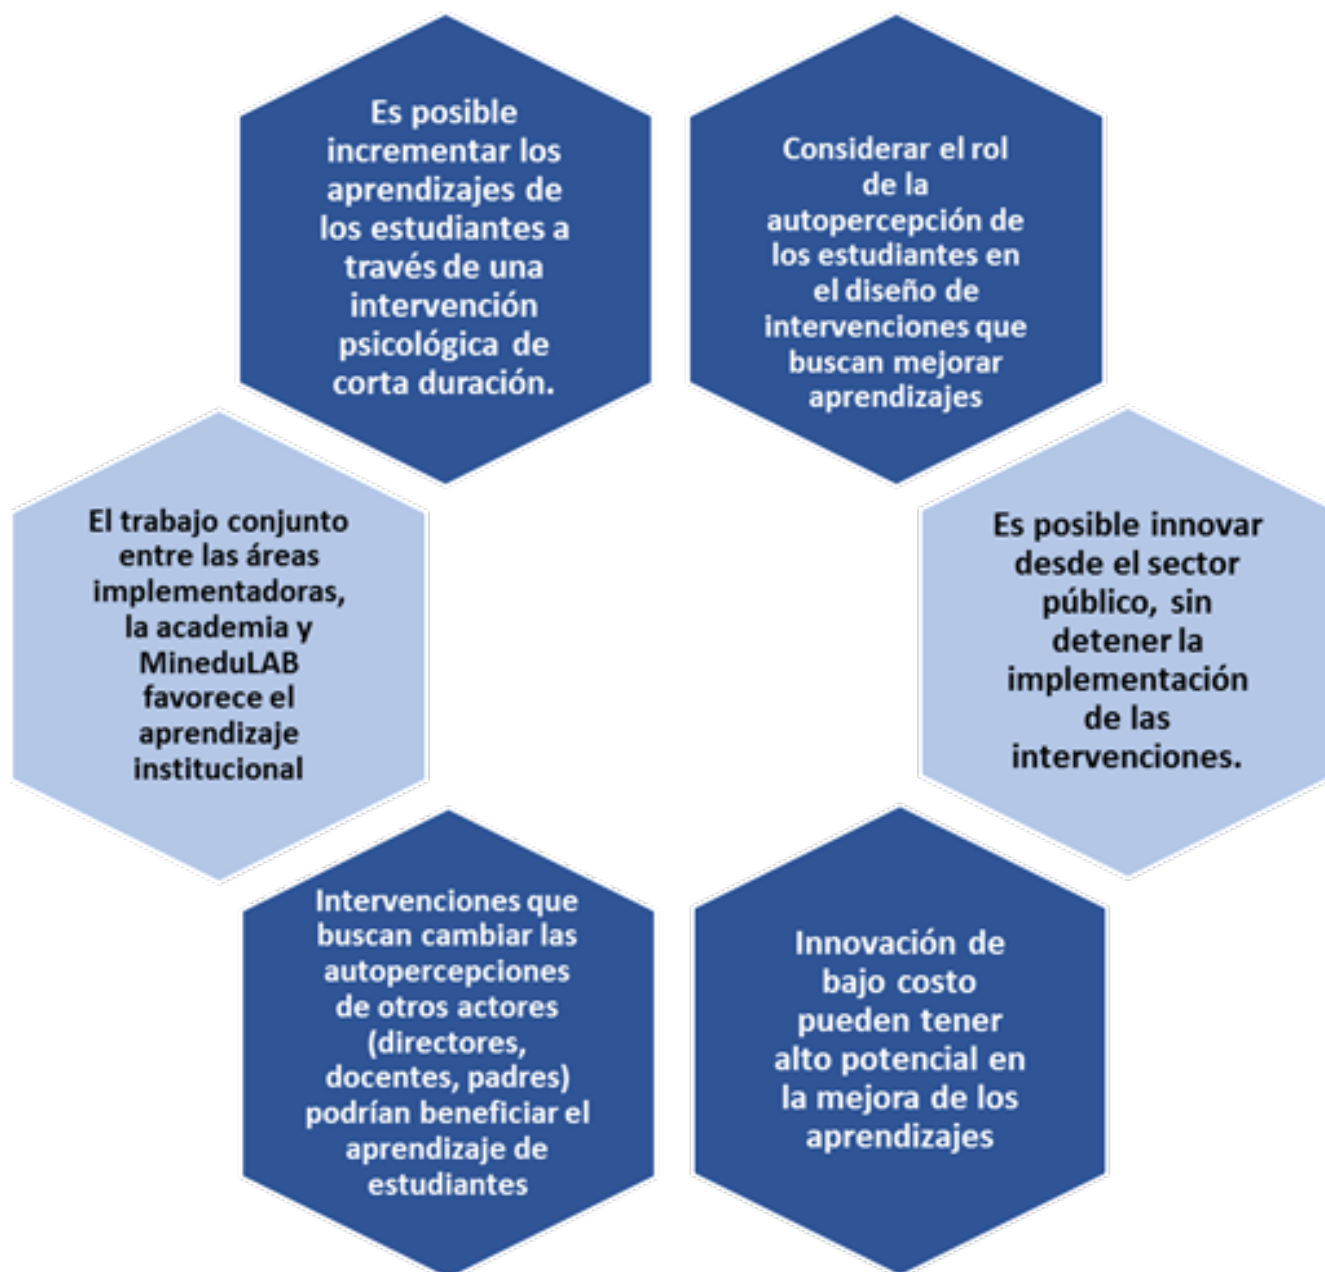 Es posible
incrementar los
aprendizajes de
los estudiantes a
través de una
intervención
psicológica de
corta duración.
Considerar el rol
de la
autopercepción de
los estudiantes en
el diseño de
intervenciones que
buscan mejorar
aprendizajes
El trabajo conjunto
entre las áreas
implementadoras,
la academia y
MineduLAB
favorece el
aprendizaje
institucional
Es posible innovar
desde el sector
público, sin
detener la
implementación
de las
intervenciones.
Intervenciones que
buscan cambiar las
autopercepciones
de otros actores
(directores,
docentes, padres)
podrían beneficiar el
aprendizaje de
estudiantes
Innovación de
bajo costo
pueden tener
alto potencial en
la mejora de los
aprendizajes